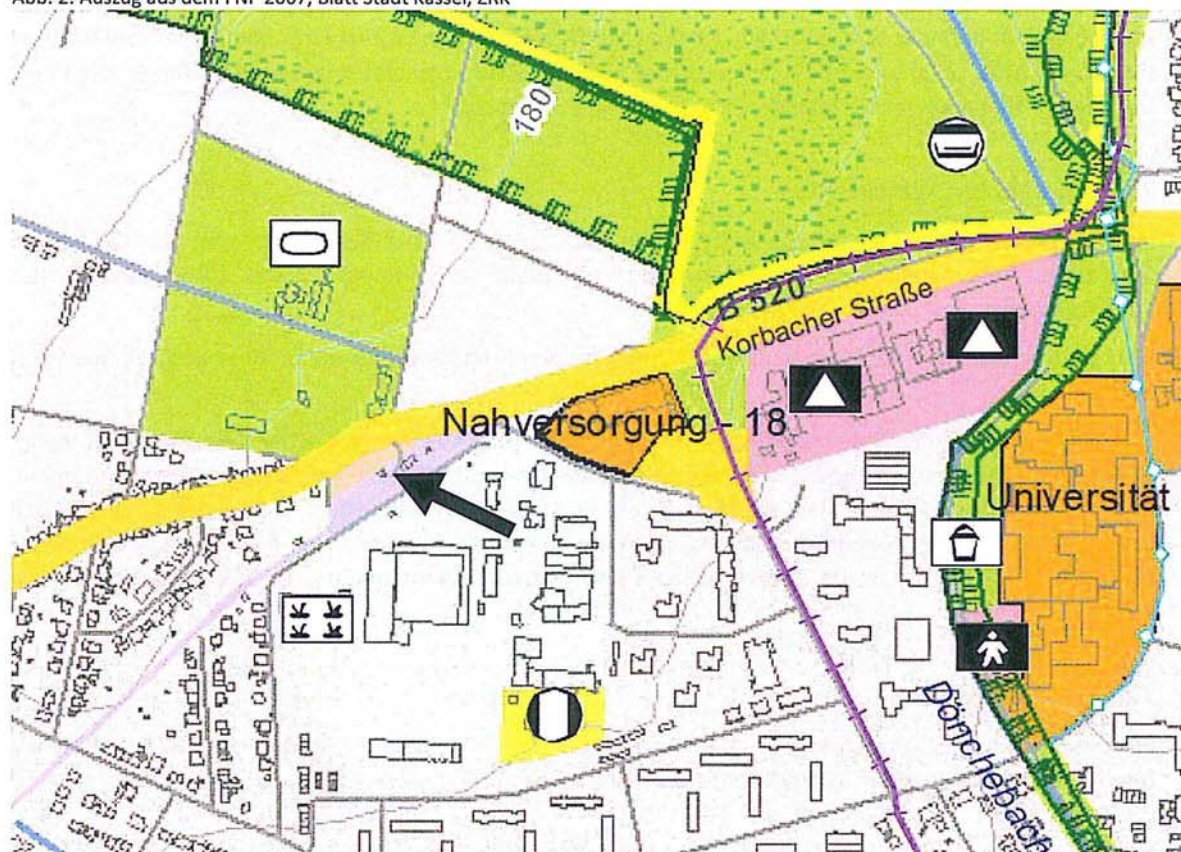 Abb. 2: Auszug aus dem FNP 2007, Blatt Stadt Kassel, ZRK
180
B 520
Korbacher Straße
Nahversorgung - 18
Universität
Dönchebach